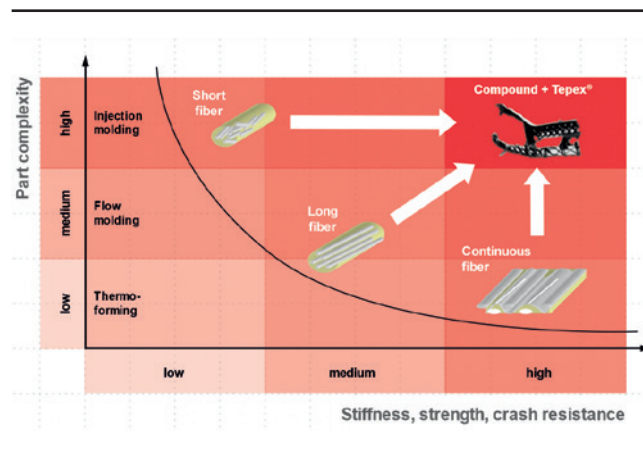 Part complexity
high
medium
low
Injection
molding
Flow
molding
Thermo-
forming
Short
fiber
Long
fiber
Continuous
fiber
Compound + Tepex®
low
medium
high
Stiffness, strength, crash resistance